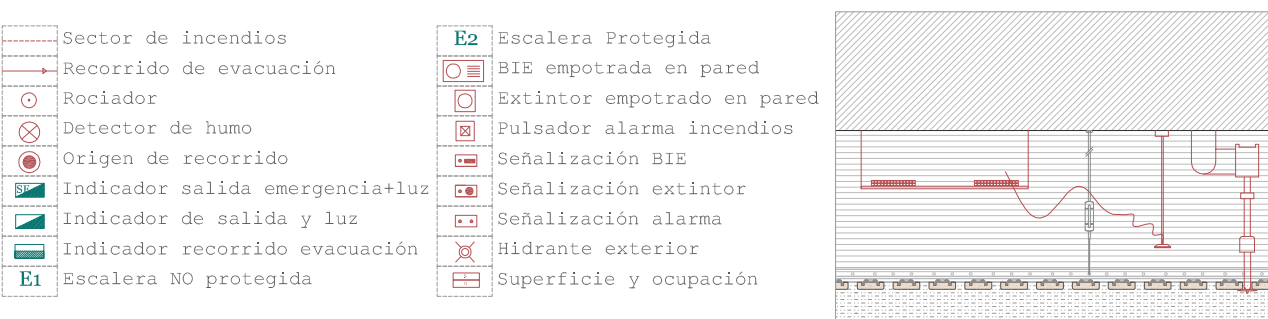 Sector de incendios
Recorrido de evacuación
Rociador
Detector de humo
Origen de recorrido
SE Indicador salida emergencia+luz
Indicador de salida y luz
Indicador recorrido evacuación
E1 Escalera NO protegida
E2 Escalera Protegida
BIE empotrada en pared
Extintor empotrado en pared
Pulsador alarma incendios
Señalización BIE
Señalización extintor
Señalización alarma
Hidrante exterior
Superficie y ocupación